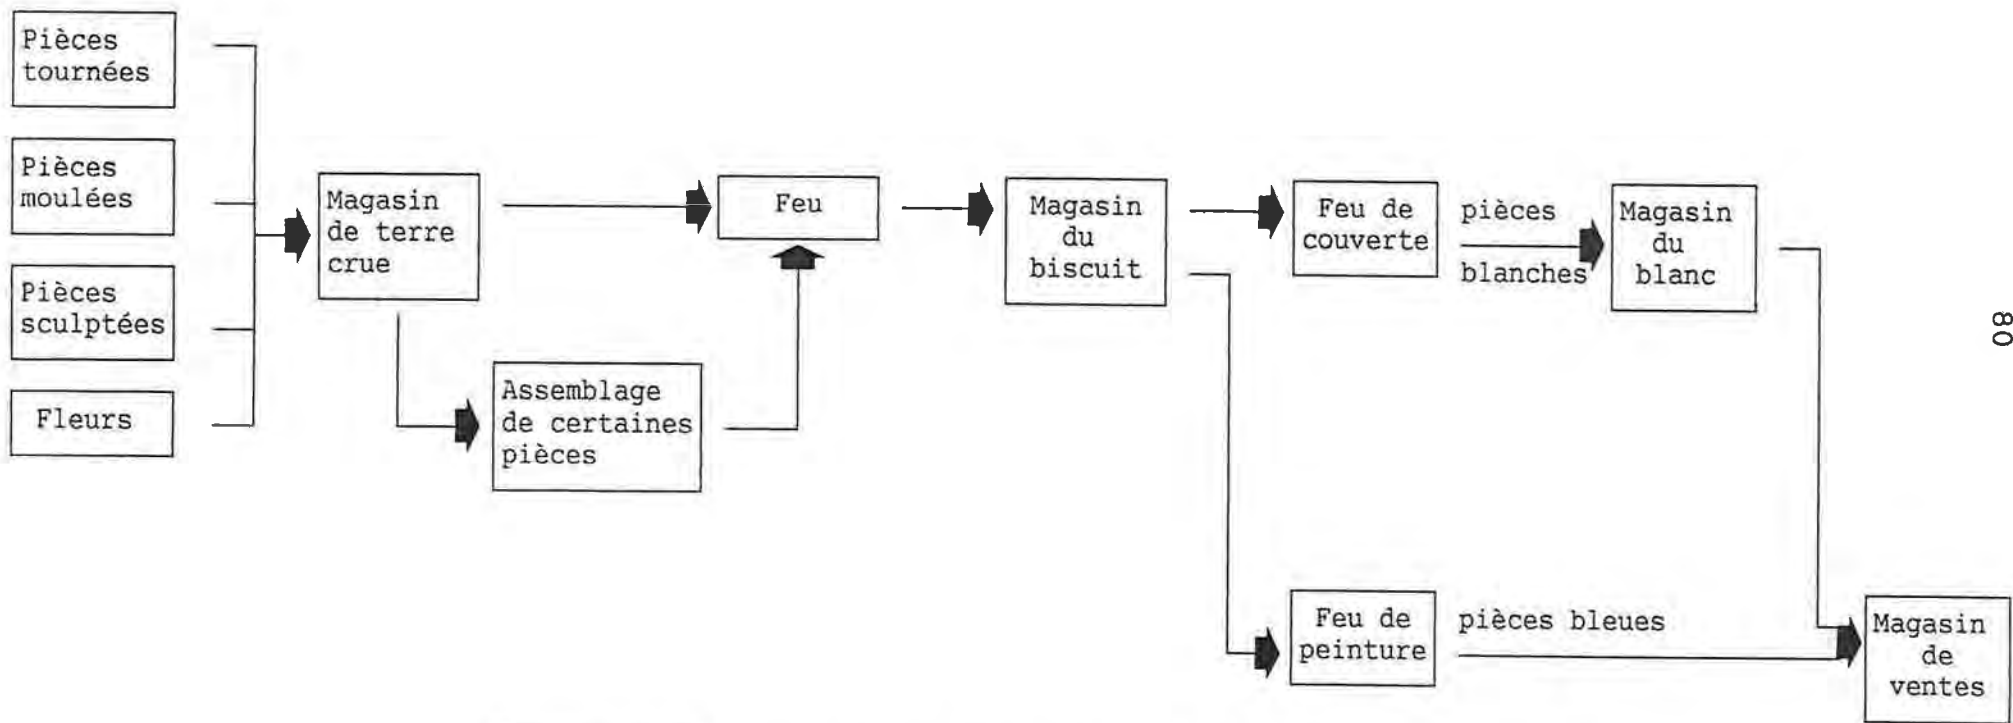 Pièces
tournées
Pièces
moulées
Pièces
sculptées
Fleurs
Magasin
de terre
crue
Assemblage
de certaines
pièces
Feu
Magasin
du
biscuit
Feu de
couverte
pièces
blanches
Magasin
du
blanc
Feu de
peinture
pièces bleues
Magasin
de
ventes
80